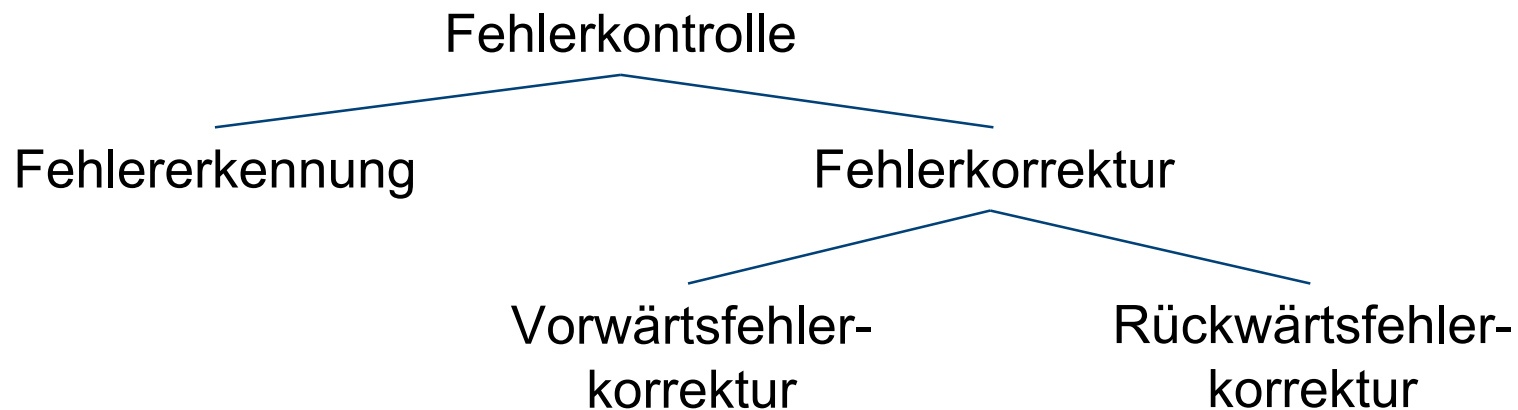 Fehlerkontrolle
Fehlererkennung
Fehlerkorrektur
Vorwärtsfehler-
korrektur
Rückwärtsfehler-
korrektur